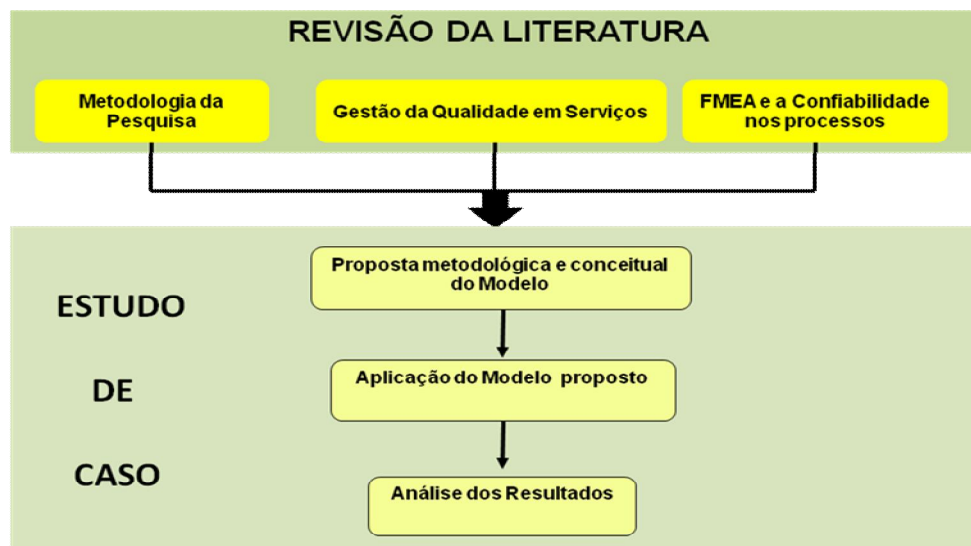 REVISÃO DA LITERATURA
Metodologia da
Pesquisa
Gestão da Qualidade em Serviços
FMEA e a Confiabilidade
nos processos
Proposta metodológica e conceitual
do Modelo
ESTUDO
Aplicação do Modelo proposto
DE
CASO
Análise dos Resultados